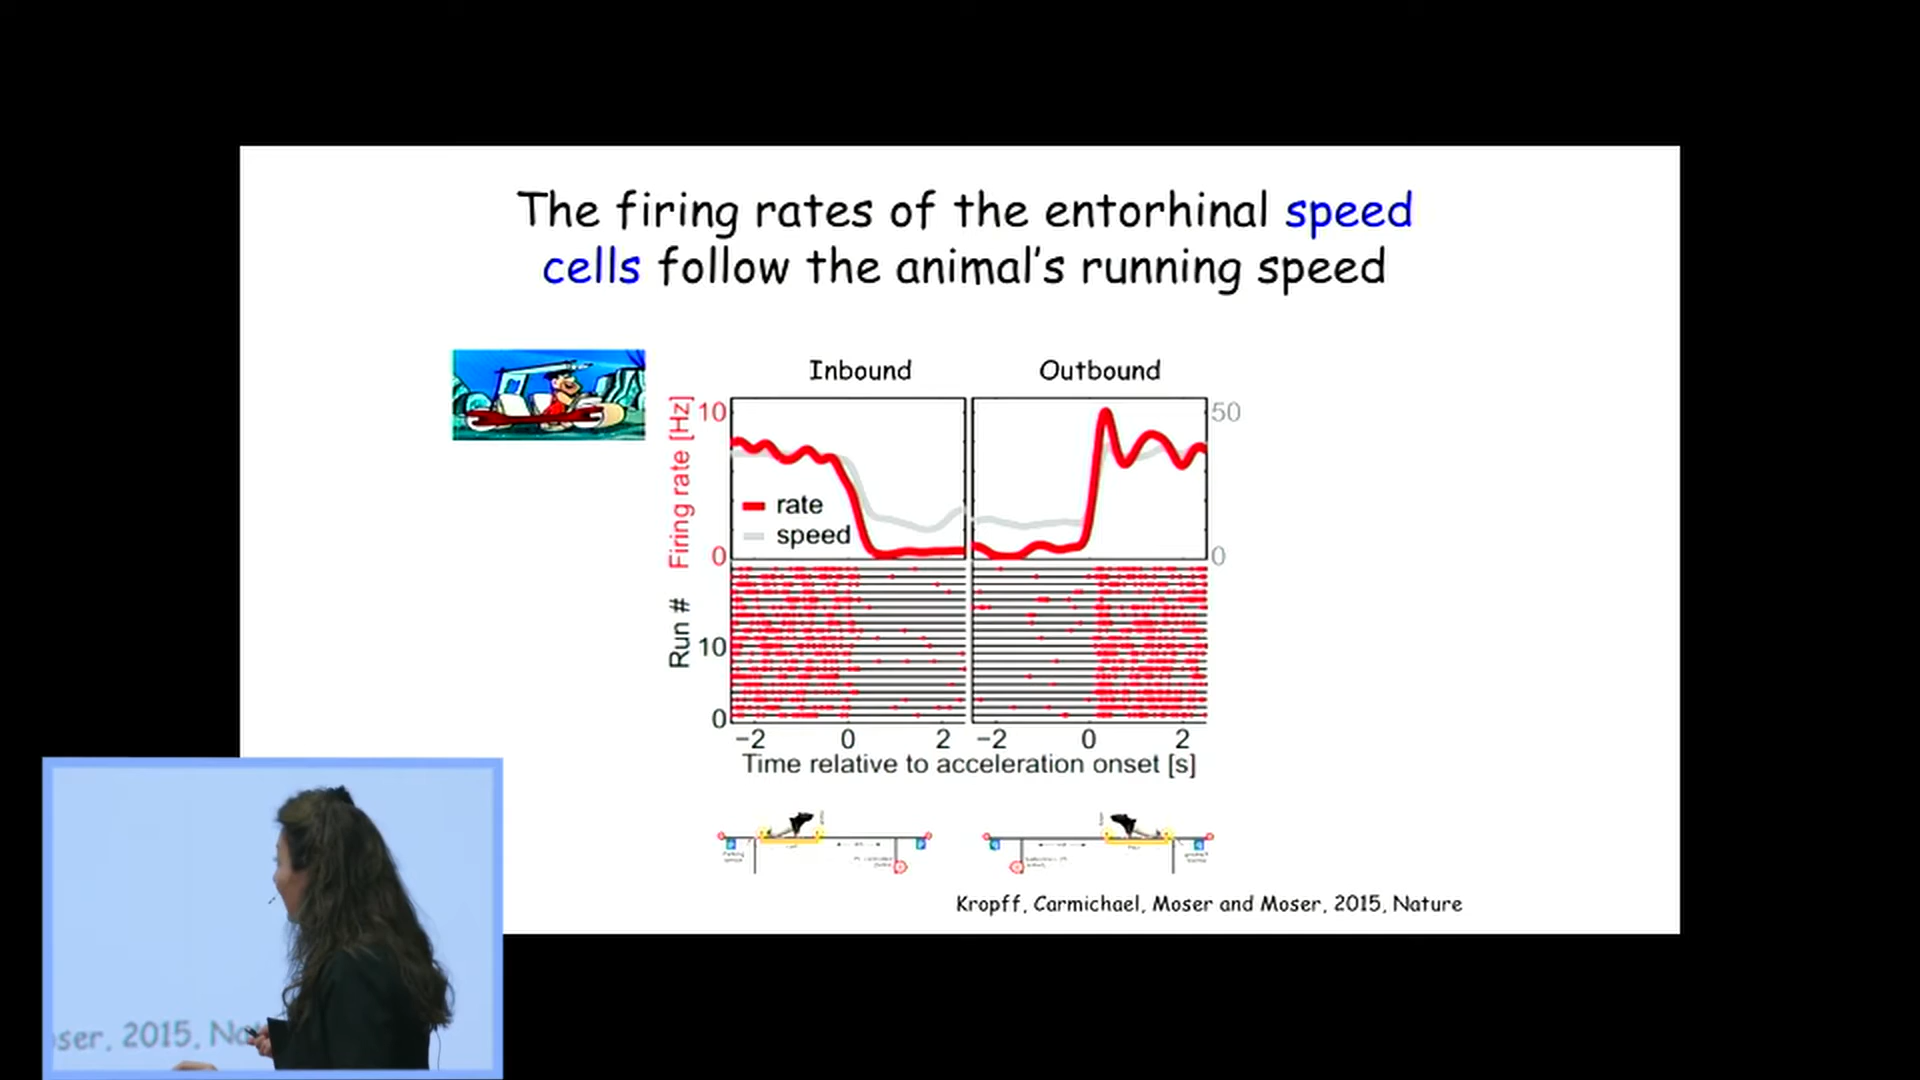 The firing rates of the entorhinal speed
cells follow the animal's running speed
Inbound
Outbound
Firing rate [Hz]
10
0
50
0
rate
speed
Run #
10
0
−2
0
2
−2
0
2
Time relative to acceleration onset [s]
Kropff, Carmichael, Moser and Moser, 2015, Nature
oser, 2015, Na